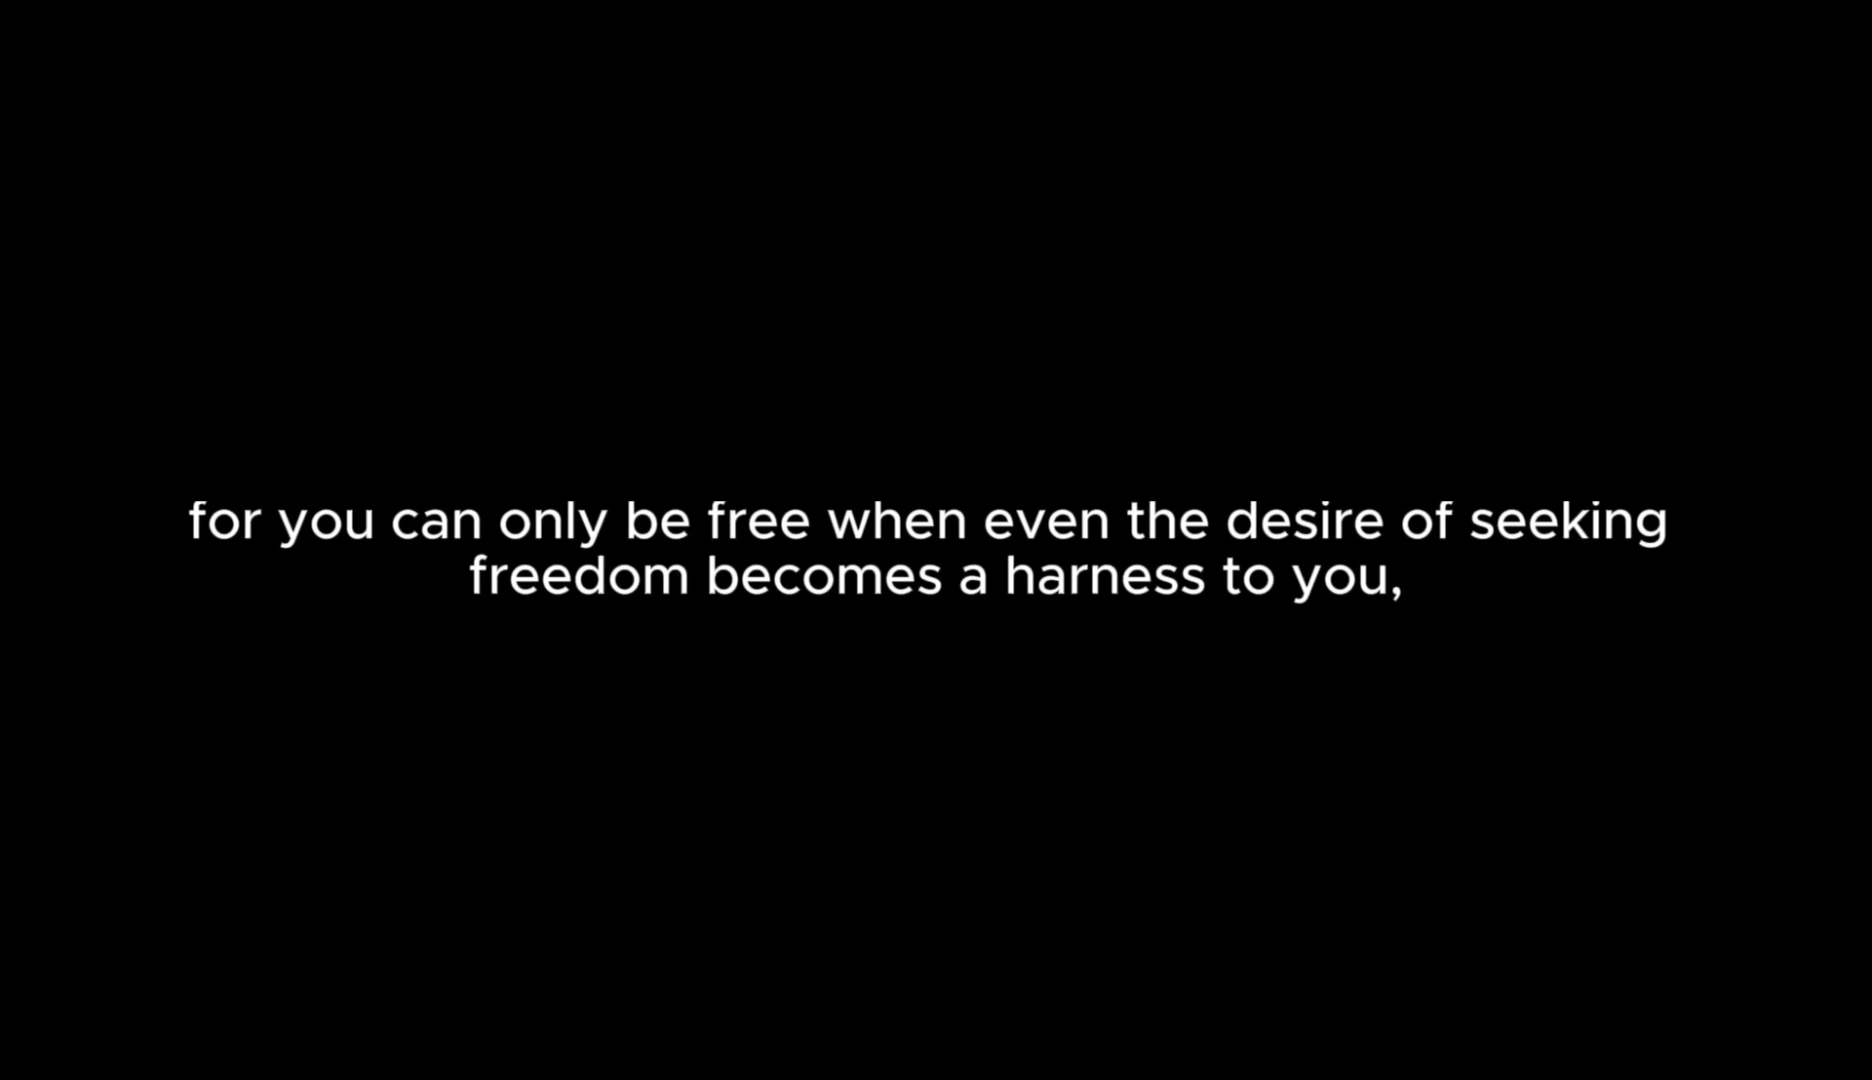 for you can only be free when even the desire of seeking
freedom becomes a harness to you,